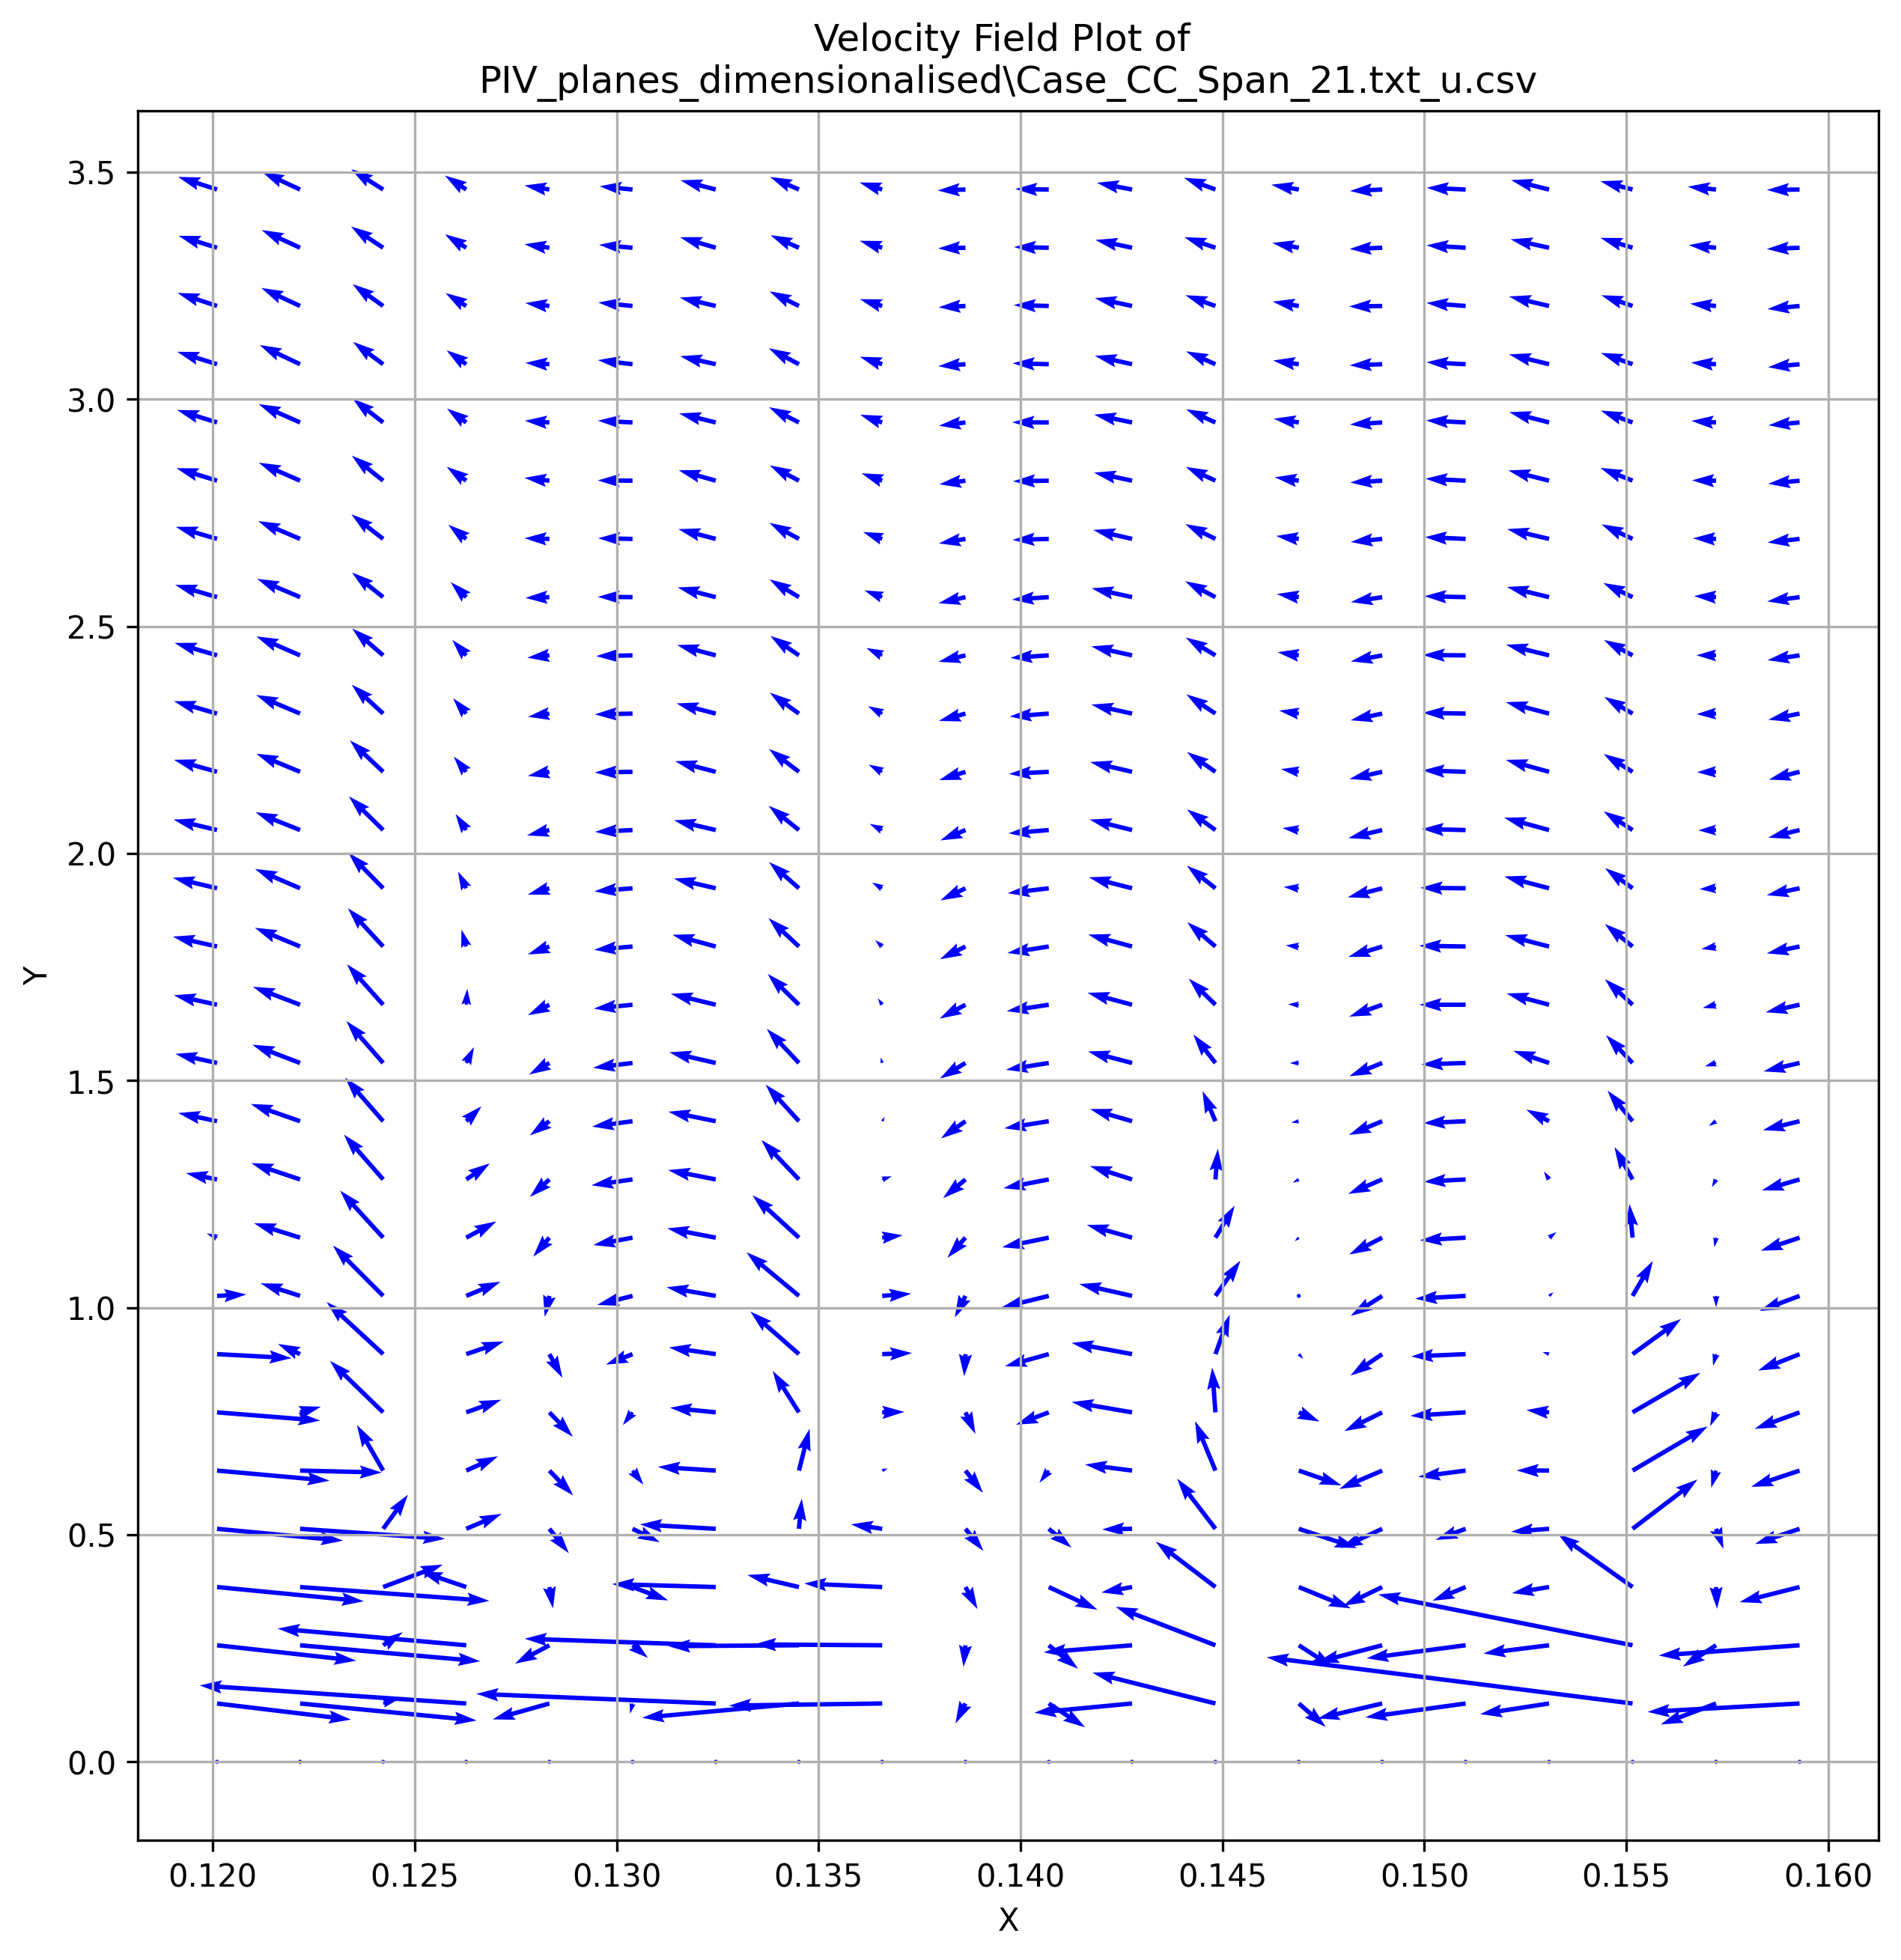 Velocity Field Plot of
PIV_planes_dimensionalised\Case_CC_Span_21.txt_u.csv
3.5
3.0
2.5
2.0
Y
1.5
1.0
0.5
0.0
0.120 0.125 0.130 0.135 0.140 0.145 0.150 0.155 0.160
X